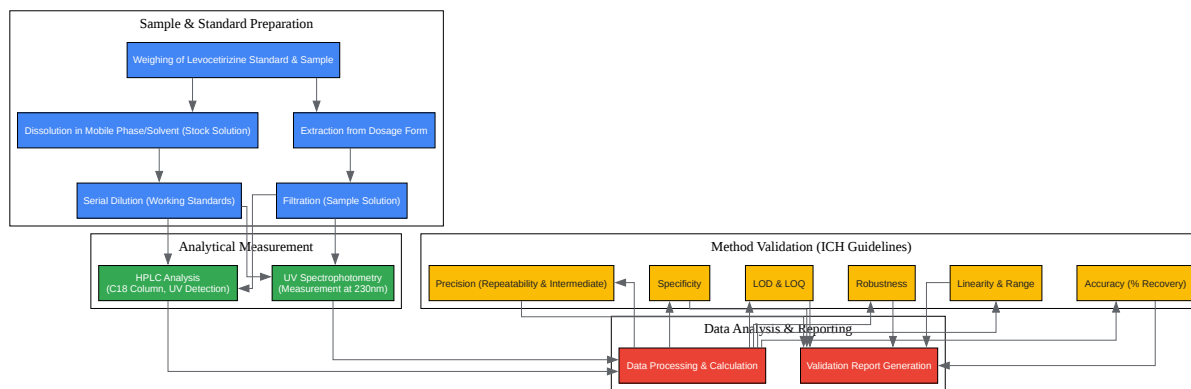 Sample & Standard Preparation
Weighing of Levocetirizine Standard & Sample
Dissolution in Mobile Phase/Solvent (Stock Solution)
Extraction from Dosage Form
Serial Dilution (Working Standards)
Filtration (Sample Solution)
Analytical Measurement
HPLC Analysis
(C18 Column, UV Detection)
UV Spectrophotometry
(Measurement at 230nm)
Method Validation (ICH Guidelines)
Precision (Repeatability & Intermediate)
Specificity
LOD & LOQ
Robustness
Linearity & Range
Accuracy (% Recovery)
Data Analysis & Reporting
Data Processing & Calculation
Validation Report Generation